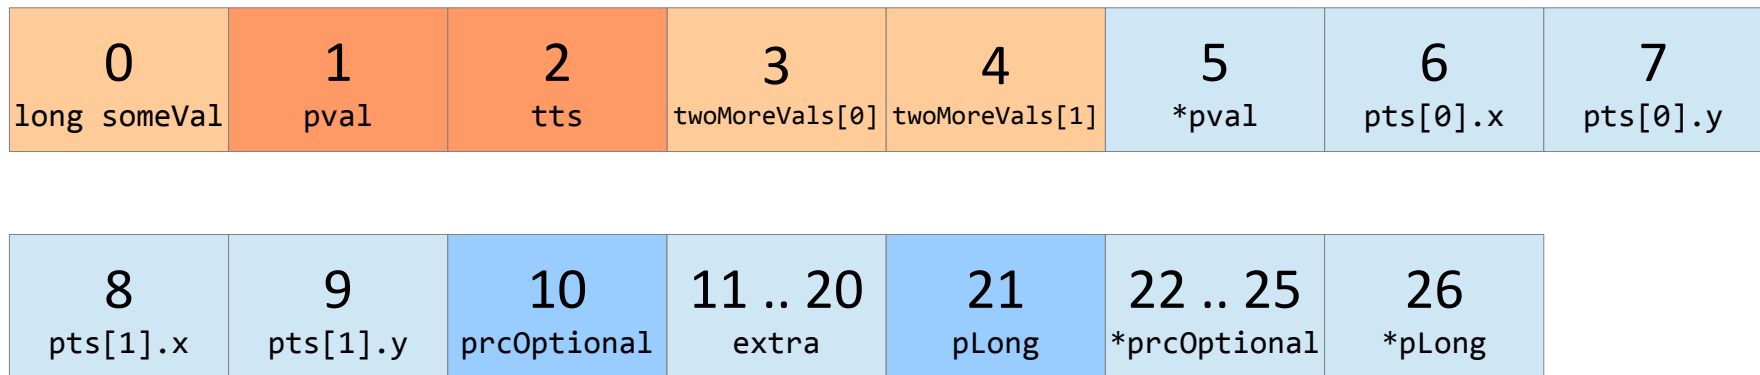 0 1 2 3 4 5 6 7
long someVal pval tts twoMoreVals[0] twoMoreVals[1] *pval pts[0].x pts[0].y
8 9 10 11 .. 20 21 22 .. 25 26
pts[1].x pts[1].y prcOptional extra pLong *prcOptional *pLong